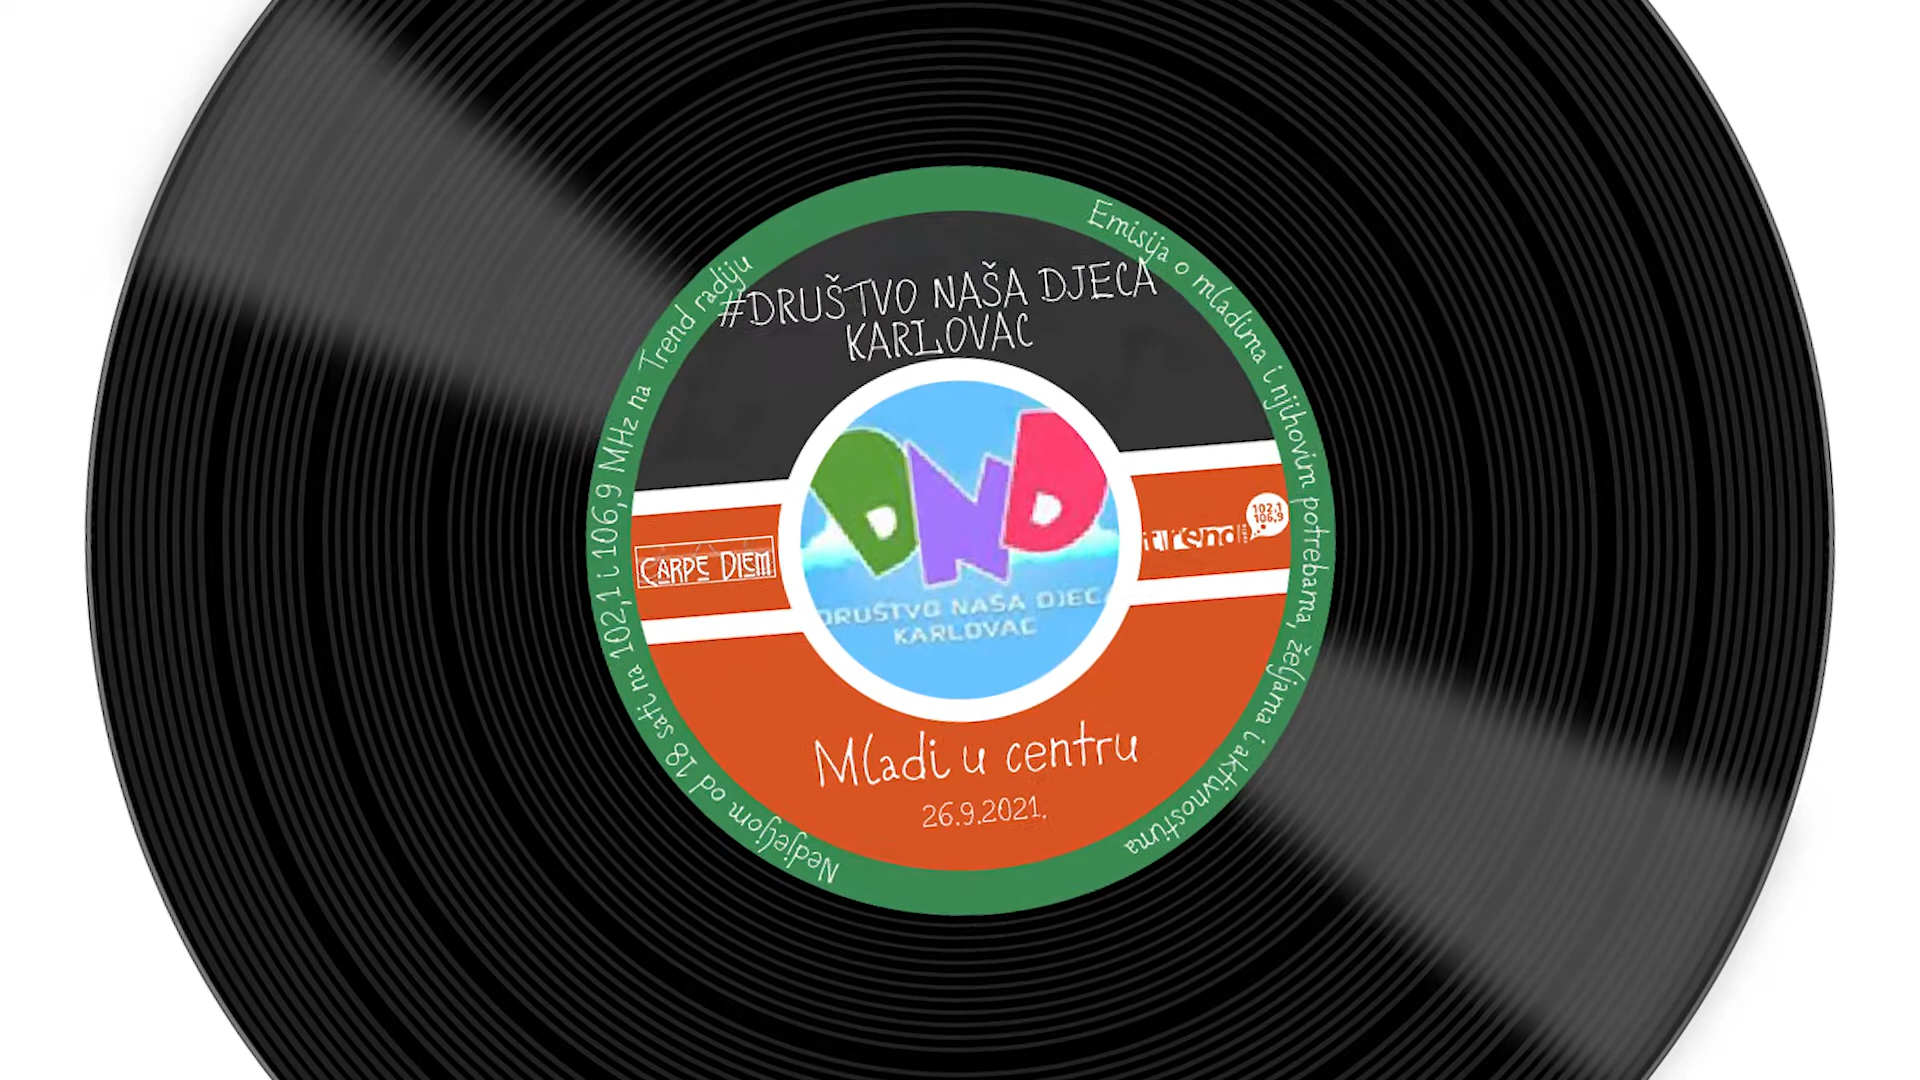 Emisija o mladima i njihovim potrebama, željama i aktivnostima
Nedjeljom od 18 sati na 102,1 i 106,9 MHz na Trend radiju
#DRUŠTVO NAŠA DJECA
KARLOVAC
DND
DRUŠTVO NAŠA DJEC
KARLOVAC
CARPE DIEM
trend
102,1
106,9
Mladi u centru
26.9.2021.